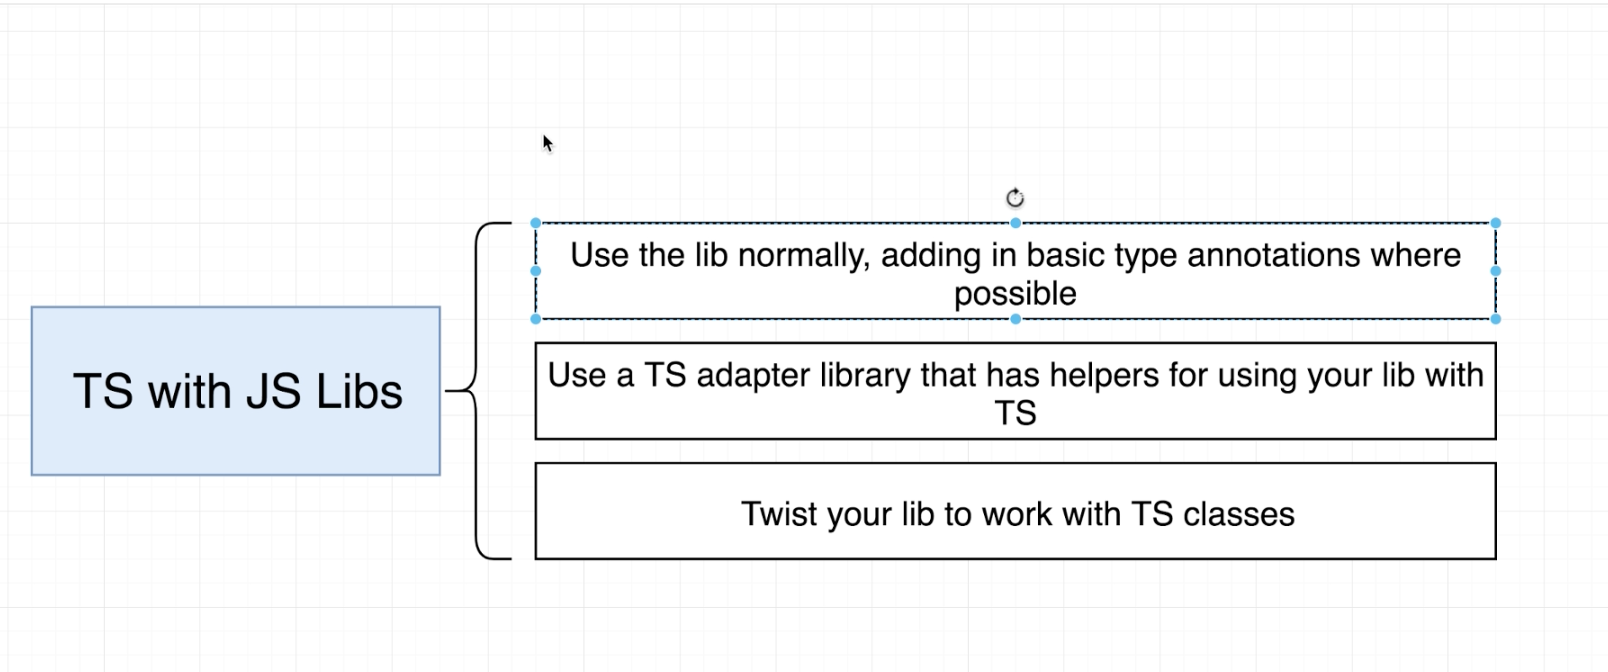 TS with JS Libs
Use the lib normally, adding in basic type annotations where
possible
Use a TS adapter library that has helpers for using your lib with
TS
Twist your lib to work with TS classes